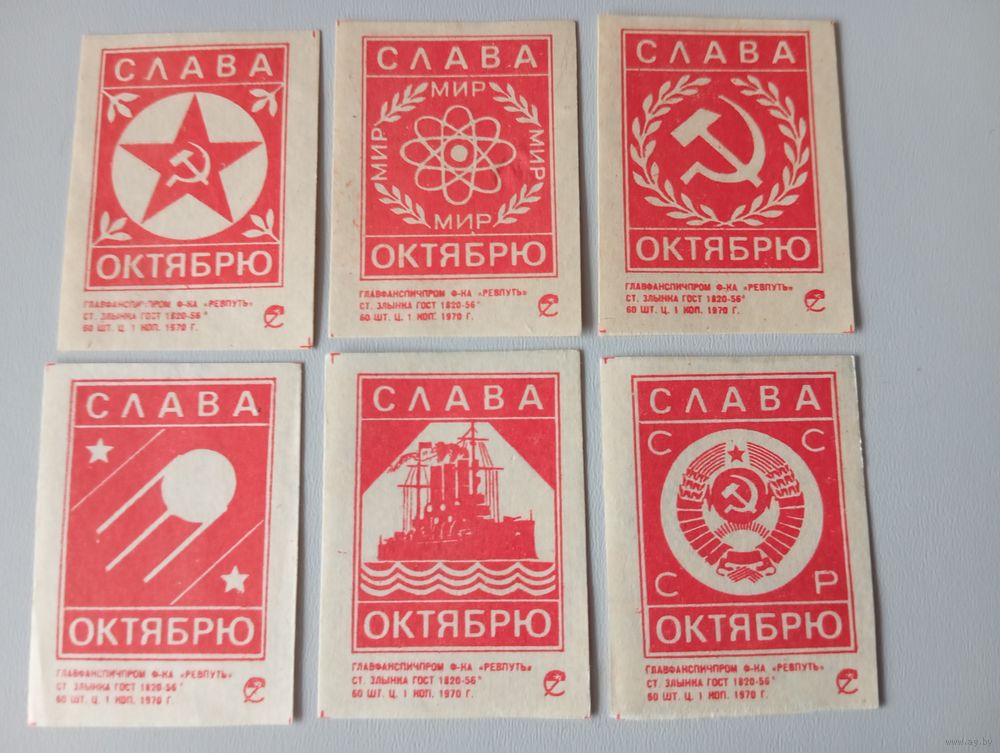 СЛАВА
ОКТЯБРЮ
ГЛАВФАНСПИЧПРОМ Ф-КА «РЕВПУТЬ»
СТ. ЗЛЫНКА ГОСТ 1820-56*
60 ШТ. Ц. 1 КОП. 1970 Г.
СЛАВА
МИР
МИР
МИР
МИР
ОКТЯБРЮ
ГЛАВФАНСПИЧПРОМ Ф-КА «РЕВПУТЬ»
СТ. ЗЛЫНКА ГОСТ 1820-56*
60 ШТ. Ц. 1 КОП. 1970 Г.
СЛАВА
ОКТЯБРЮ
ГЛАВФАНСПИЧПРОМ Ф-КА «РЕВПУТЬ»
СТ. ЗЛЫНКА ГОСТ 1820-56*
60 ШТ. Ц. 1 КОП. 1970 Г.
СЛАВА
ОКТЯБРЮ
ГЛАВФАНСПИЧПРОМ Ф-КА «РЕВПУТЬ»
СТ. ЗЛЫНКА ГОСТ 1820-56*
60 ШТ. Ц. 1 КОП. 1970 Г.
СЛАВА
ОКТЯБРЮ
ГЛАВФАНСПИЧПРОМ Ф-КА «РЕВПУТЬ»
СТ. ЗЛЫНКА ГОСТ 1820-56*
60 ШТ. Ц. 1 КОП. 1970 Г.
СЛАВА
С С
С Р
ОКТЯБРЮ
ГЛАВФАНСПИЧПРОМ Ф-КА «РЕВПУТЬ»
СТ. ЗЛЫНКА ГОСТ 1820-56*
60 ШТ. Ц. 1 КОП. 1970 Г.
www.ay.by